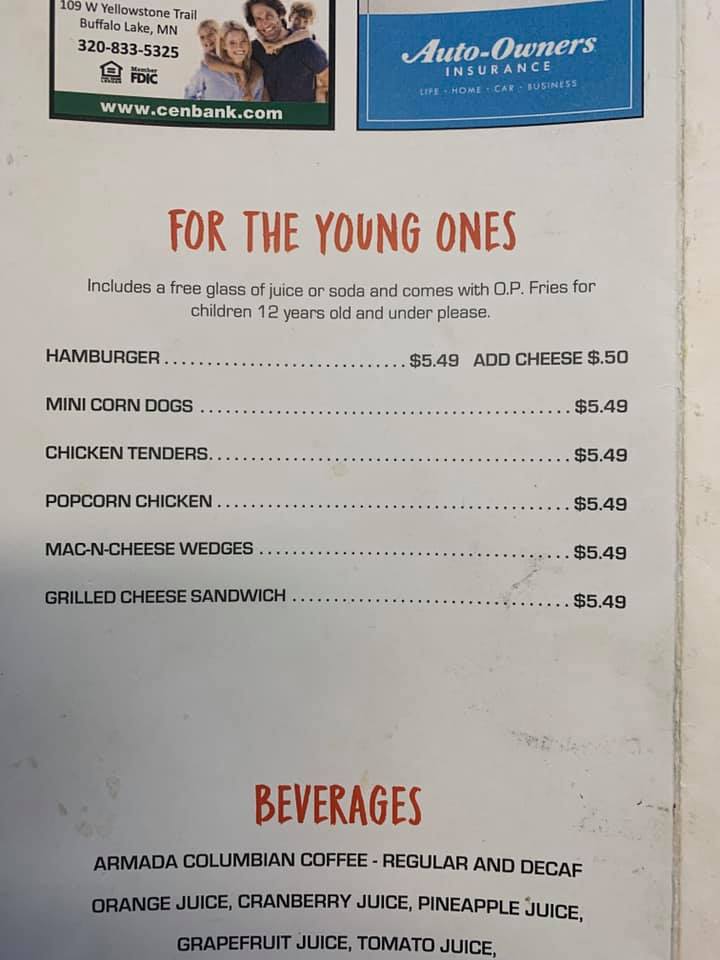 109 W Yellowstone Trail
Buffalo Lake, MN
320-833-5325
Member
FDIC
www.cenbank.com
Auto-Owners
INSURANCE
LIFE • HOME • CAR • BUSINESS
FOR THE YOUNG ONES
Includes a free glass of juice or soda and comes with O.P. Fries for
children 12 years old and under please.
HAMBURGER............................$5.49 ADD CHEESE $.50
MINI CORN DOGS ............................................. $5.49
CHICKEN TENDERS............................................ $5.49
POPCORN CHICKEN ........................................... $5.49
MAC-N-CHEESE WEDGES ...................................... $5.49
GRILLED CHEESE SANDWICH .................................. $5.49
BEVERAGES
ARMADA COLUMBIAN COFFEE - REGULAR AND DECAF
ORANGE JUICE, CRANBERRY JUICE, PINEAPPLE JUICE,
GRAPEFRUIT JUICE, TOMATO JUICE,